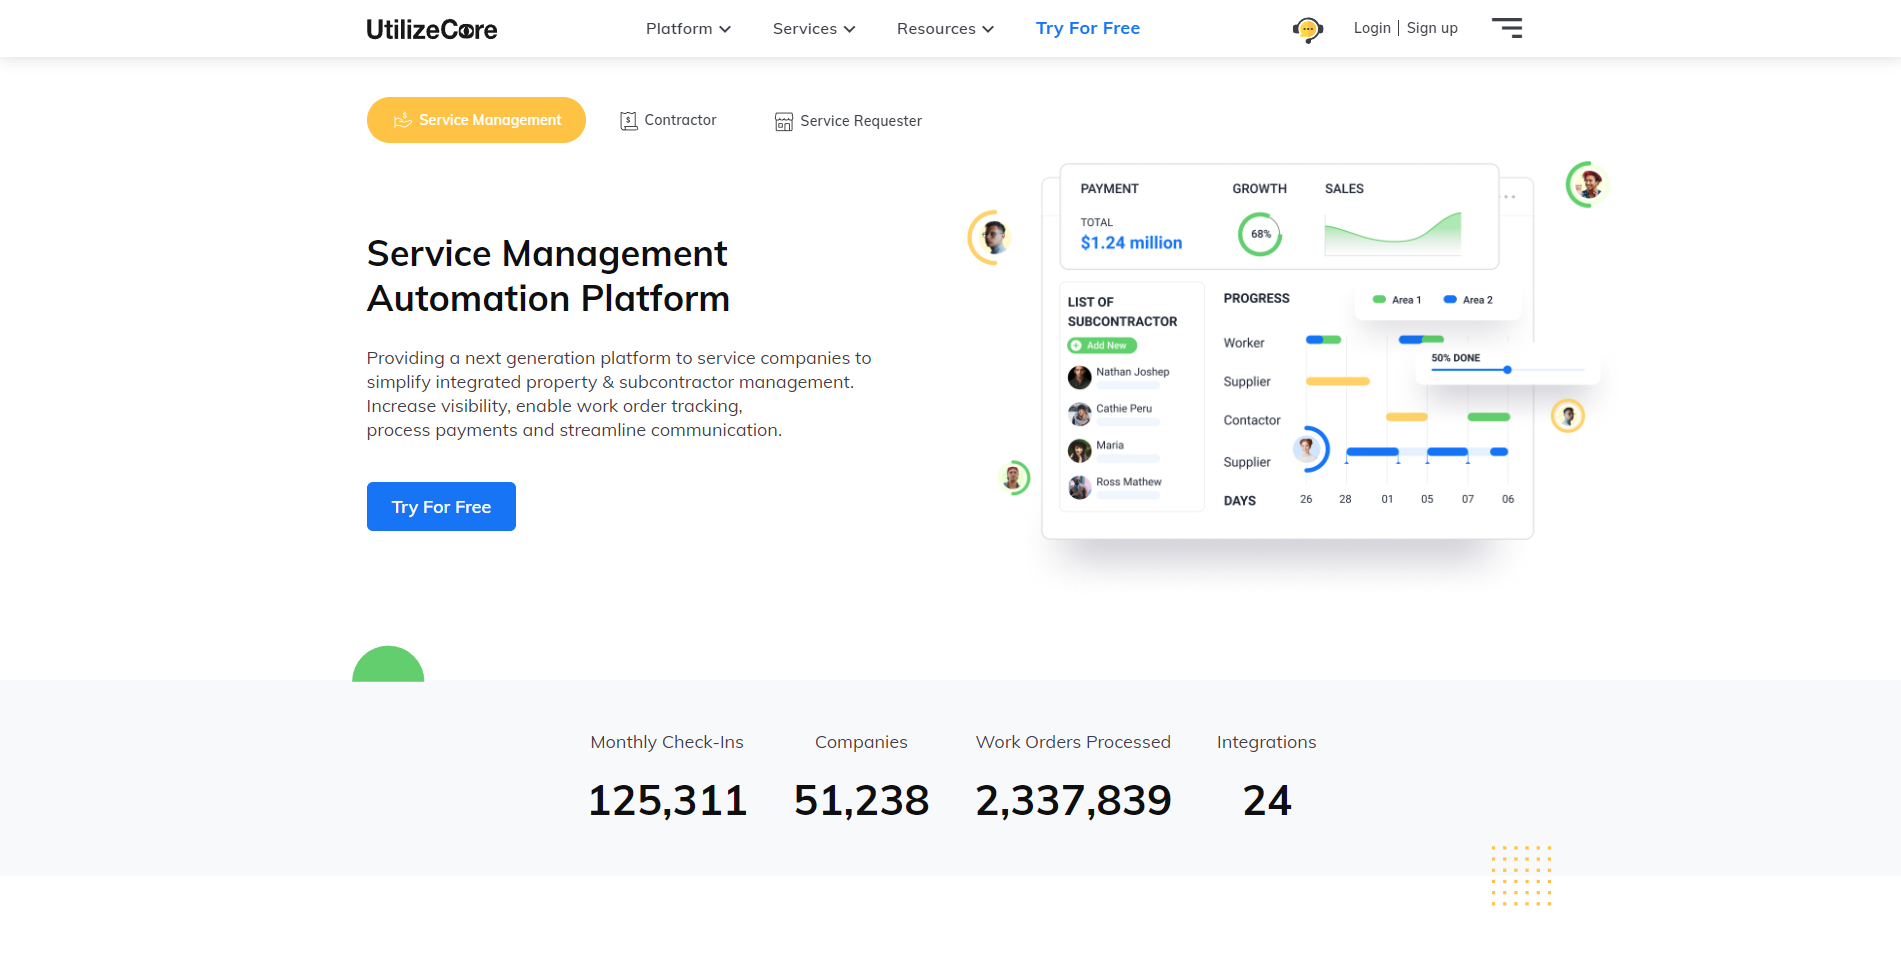 UtilizeCore
Platform
Services
Resources
Try For Free
Login | Sign up
Service Management
Contractor
Service Requester
Service Management
Automation Platform
Providing a next generation platform to service companies to
simplify integrated property & subcontractor management.
Increase visibility, enable work order tracking,
process payments and streamline communication.
Try For Free
PAYMENT
TOTAL
$1.24 million
GROWTH
68%
SALES
LIST OF
SUBCONTRACTOR
Add New
Nathan Joshep
Cathie Peru
Maria
Ross Mathew
PROGRESS
Area 1
Area 2
50% DONE
Worker
Supplier
Contactor
Supplier
DAYS
26 28 01 05 07 06
Monthly Check-Ins
125,311
Companies
51,238
Work Orders Processed
2,337,839
Integrations
24